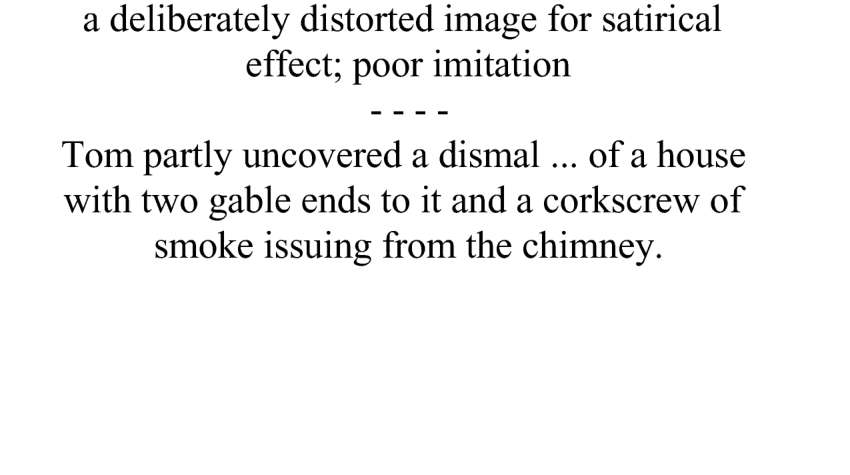 a deliberately distorted image for satirical
effect; poor imitation
- - - -
Tom partly uncovered a dismal ... of a house
with two gable ends to it and a corkscrew of
smoke issuing from the chimney.